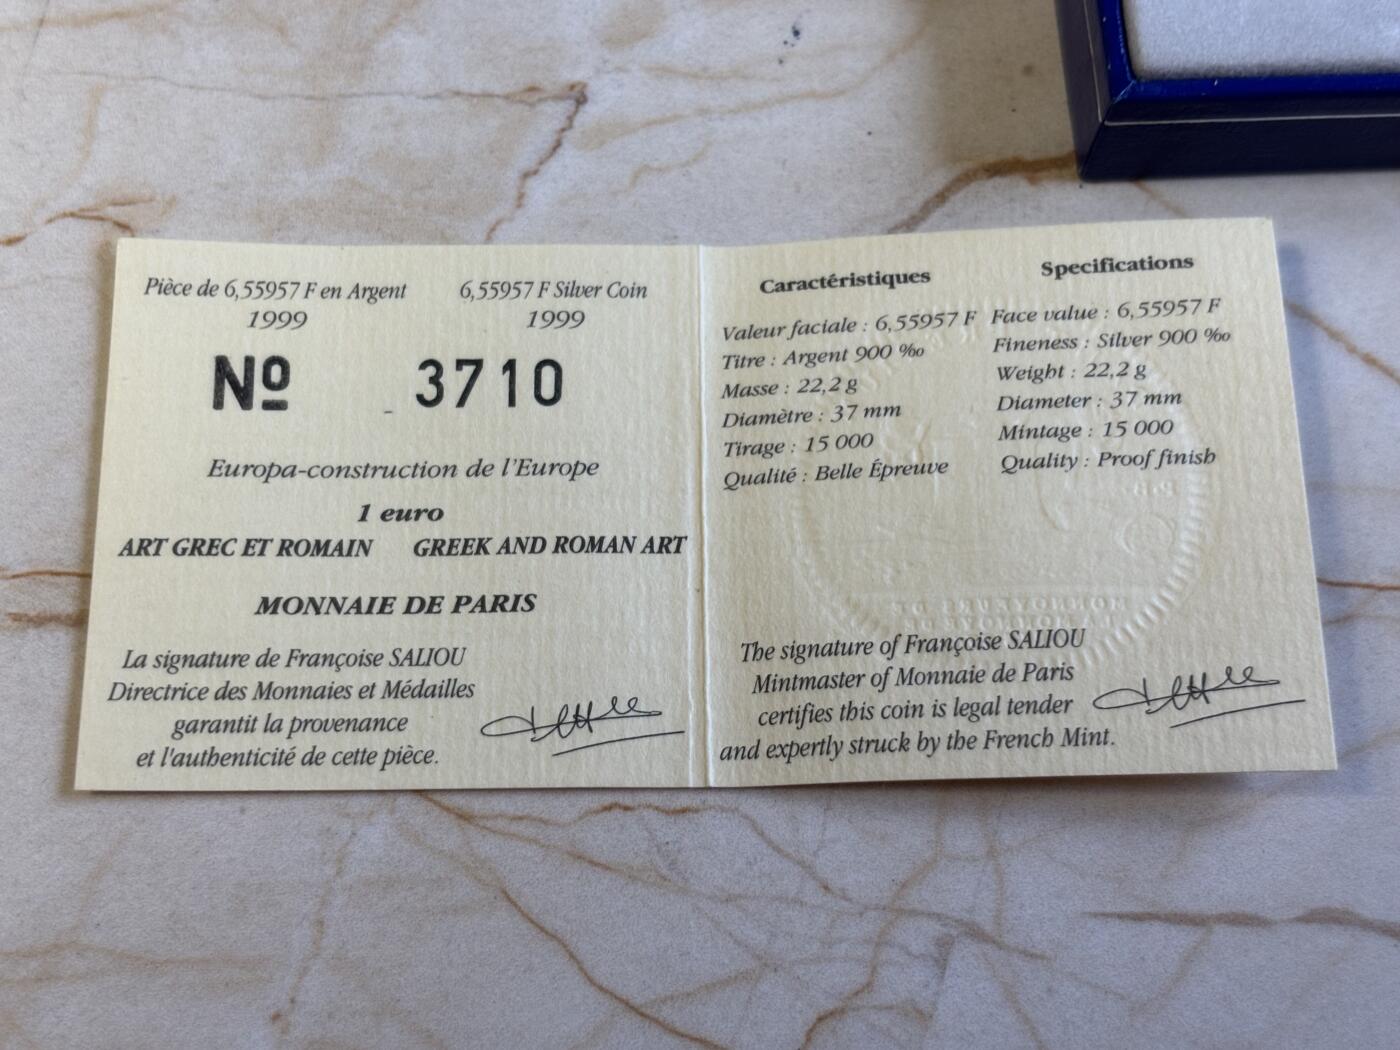 Pièce de 6,55957 F en Argent
1999
6,55957 F Silver Coin
1999
Nº 3710
Europa-construction de l'Europe
1 euro
ART GREC ET ROMAIN
GREEK AND ROMAN ART
MONNAIE DE PARIS
La signature de Françoise SALIOU
Directrice des Monnaies et Médailles
garantit la provenance
et l'authenticité de cette pièce.
Caractéristiques
Valeur faciale : 6,55957 F
Titre : Argent 900 ‰
Masse : 22,2 g
Diamètre : 37 mm
Tirage : 15 000
Qualité : Belle Épreuve
Specifications
Face value : 6,55957 F
Fineness : Silver 900 ‰
Weight : 22,2 g
Diameter : 37 mm
Mintage : 15 000
Quality : Proof finish
The signature of Françoise SALIOU
Mintmaster of Monnaie de Paris
certifies this coin is legal tender
and expertly struck by the French Mint.